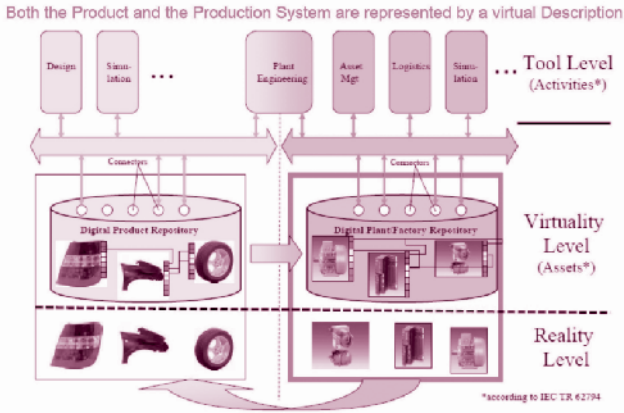 Both the Product and the Production System are represented by a virtual Description
Design
Simu-
lation
...
Plant
Engineering
Asset
Mgt
Logistics
Simu-
lation
...
Tool Level
(Activities*)
Connectors
Connectors
Digital Product Repository
Digital Plant/Factory Repository
Virtuality
Level
(Assets*)
Reality
Level
*according to IEC TR 62794